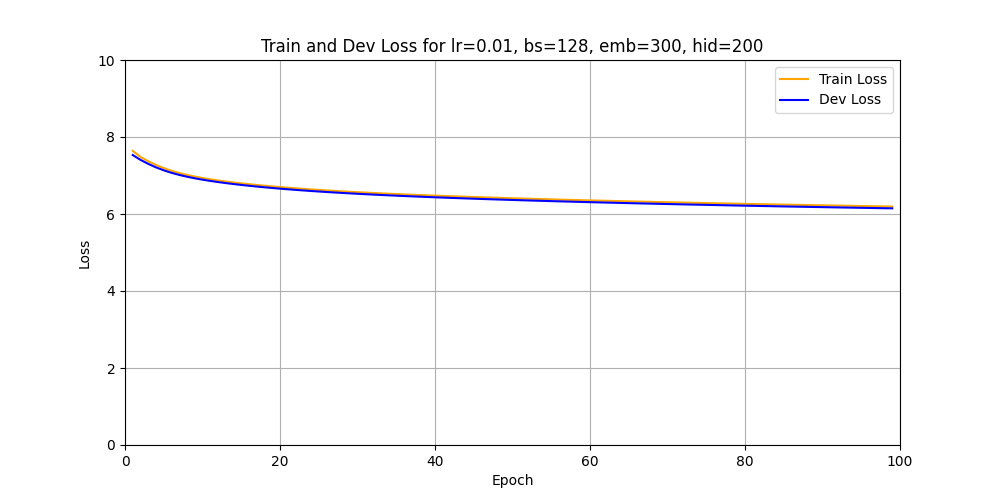 Train and Dev Loss for lr=0.01, bs=128, emb=300, hid=200
Train Loss
Dev Loss
10
8
6
4
2
0
Loss
0
20
40
60
80
100
Epoch